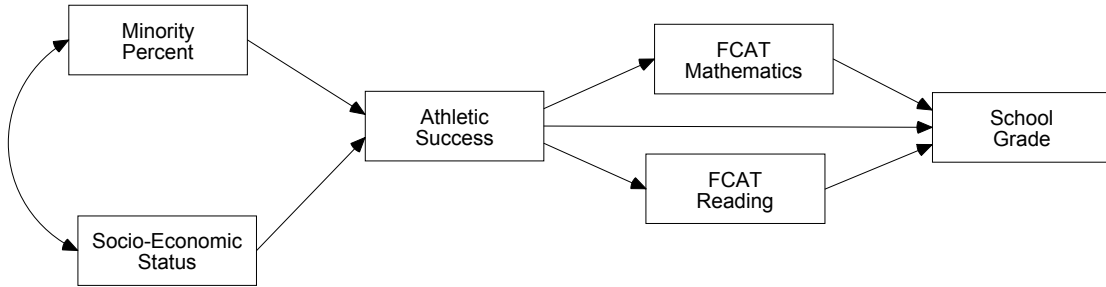 Minority
Percent
FCAT
Mathematics
Athletic
Success
School
Grade
FCAT
Reading
Socio-Economic
Status